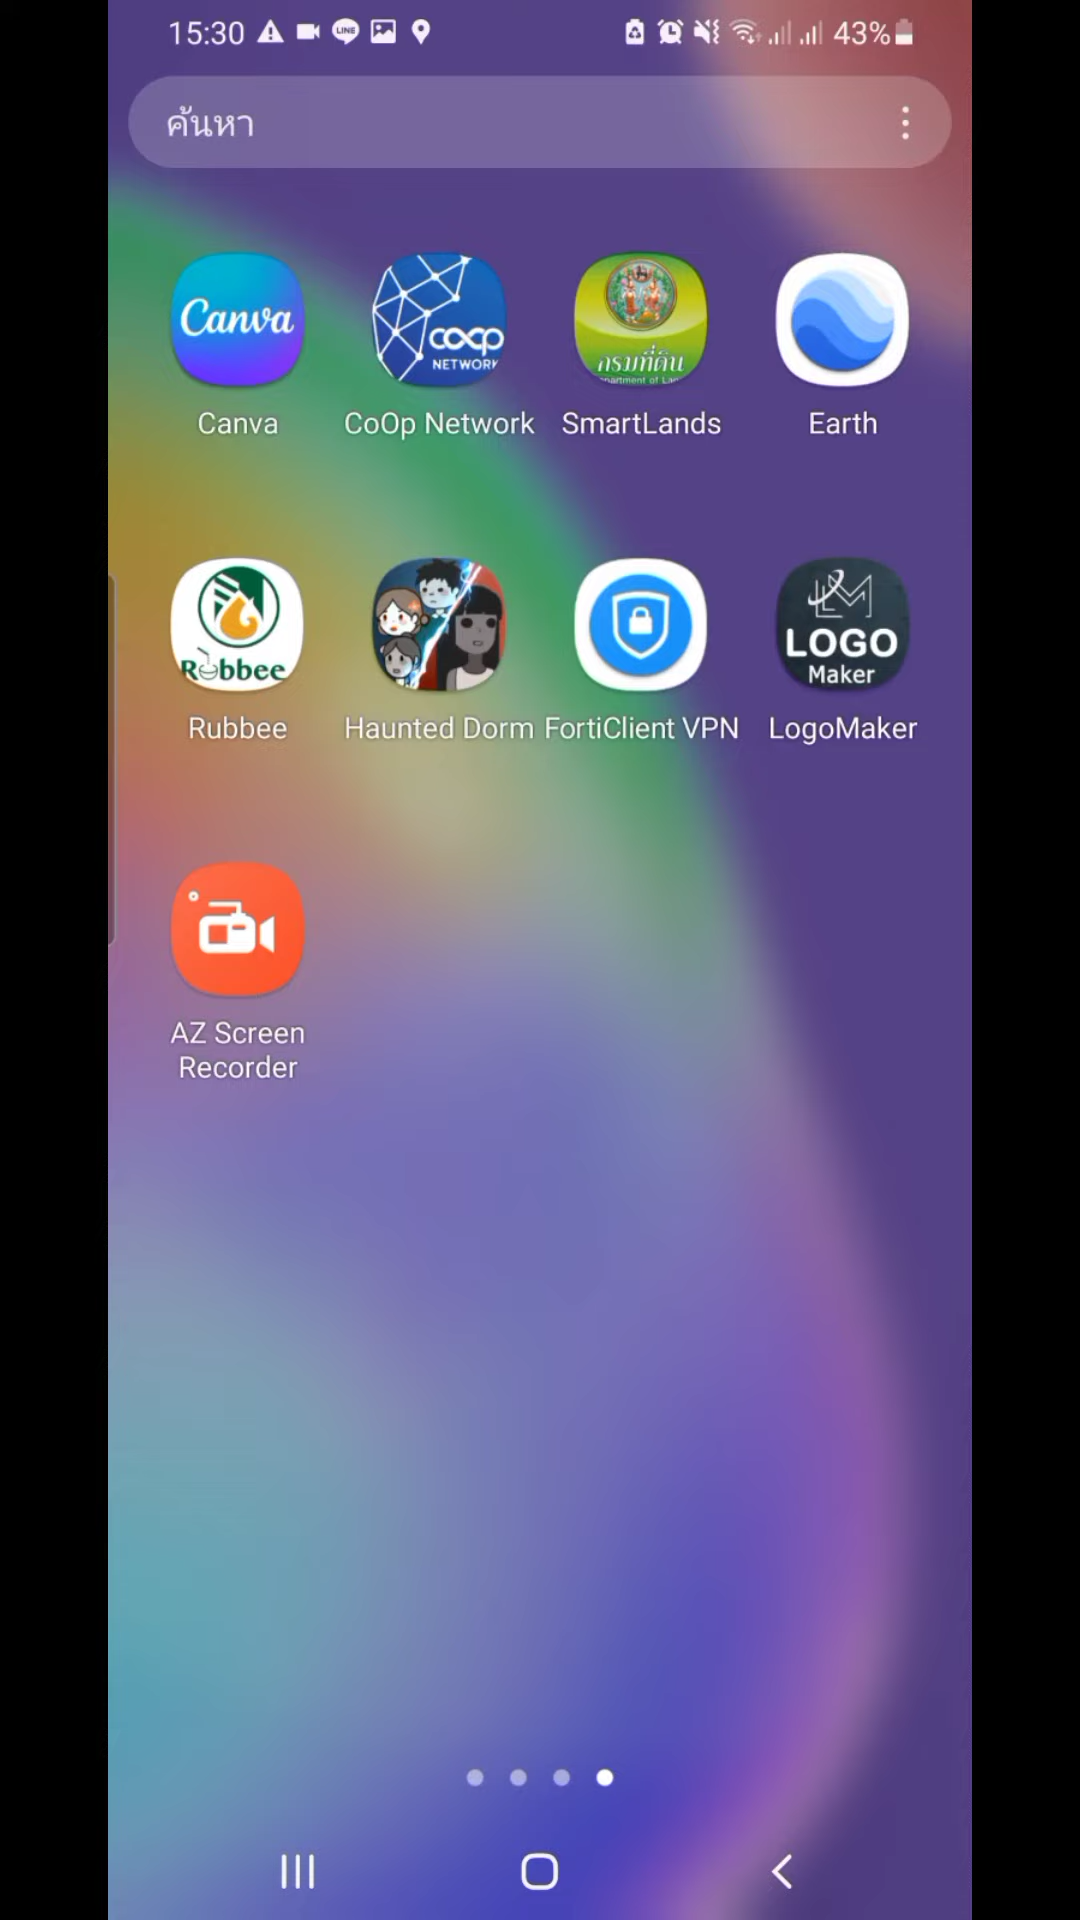 15:30 LINE 43%
ค้นหา
Canva
coop
NETWORK
กรมที่ดิน
Canva CoOp Network SmartLands Earth
Rubbee
LOGO
Maker
Rubbee Haunted Dorm FortiClient VPN LogoMaker
AZ Screen
Recorder